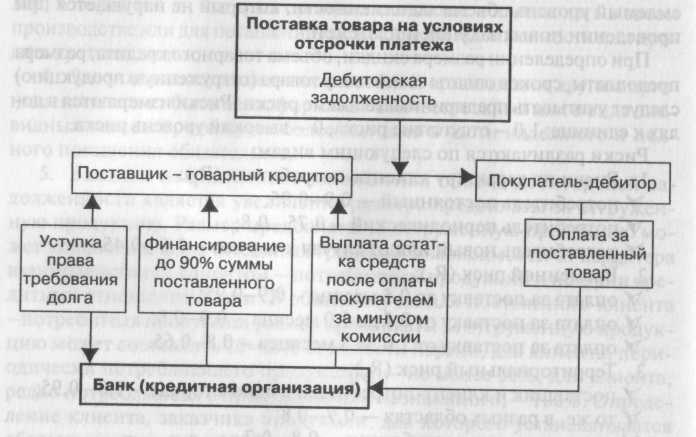 Поставка товара на условиях
отсрочки платежа
Дебиторская
задолженность
Поставщик – товарный кредитор
Покупатель-дебитор
Уступка
права
требования
долга
Финансирование
до 90% суммы
поставленного
товара
Выплата остат-
ка средств
после оплаты
покупателем
за минусом
комиссии
Оплата за
поставленный
товар
Банк (кредитная организация)